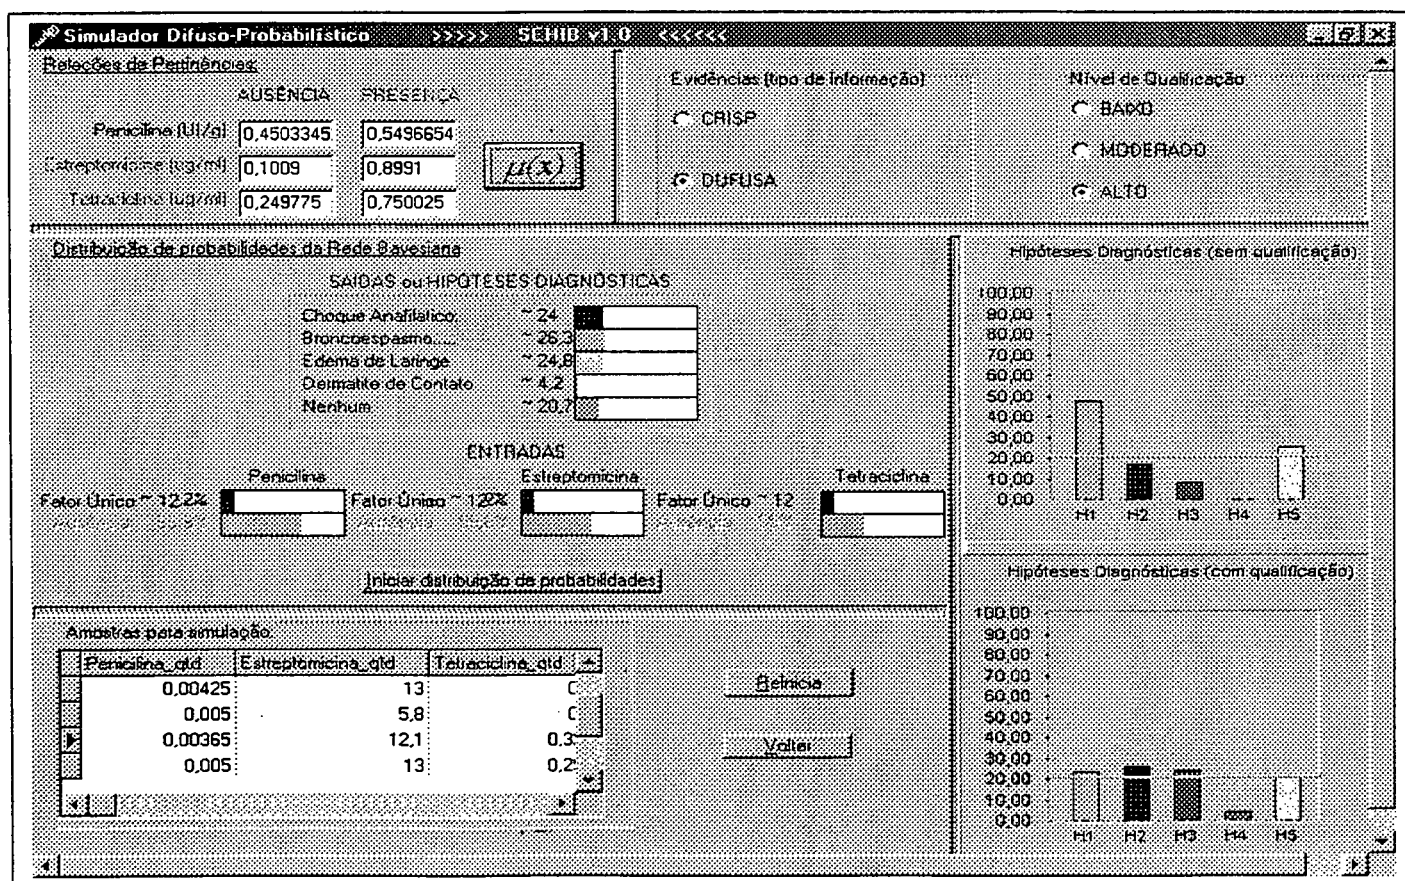 Simulador Difuso-Probabilístico >>>>> SCHIB v1.0 <<<<<<
Relações de Pertinências:
AUSÊNCIA PRESENÇA
Penicilina (UI/g) 0,4503345 0,5496654
Estreptomicina (ug/ml) 0,1009 0,8991
Tetraciclina (ug/ml) 0,249775 0,750025
μ(x)
Evidências (tipo de informação)
CRISP
DUFUSA
Nível de Qualificação
BAIXO
MODERADO
ALTO
Distribuição de probabilidades da Rede Bayesiana
SAÍDAS ou HIPÓTESES DIAGNÓSTICAS
Choque Anafilático: ~ 24
Broncoespasmo..... ~ 26,3
Edema de Laringe ~ 24,8
Dermatite de Contato ~ 4,2
Nenhum ~ 20,7
ENTRADAS
Penicilina Estreptomicina Tetraciclina
Fator Único ~ 12,2% Fator Único ~ 12,2% Fator Único ~ 12
Iniciar distribuição de probabilidades
Hipóteses Diagnósticas (sem qualificação)
100,00
90,00
80,00
70,00
60,00
50,00
40,00
30,00
20,00
10,00
0,00
H1 H2 H3 H4 H5
Hipóteses Diagnósticas (com qualificação)
100,00
90,00
80,00
70,00
60,00
50,00
40,00
30,00
20,00
10,00
0,00
H1 H2 H3 H4 H5
Amostras para simulação:
Penicilina_qtd Estreptomicina_qtd Tetraciclina_qtd
0,00425 13 0
0,005 5,8
0,00365 12,1 0,3
0,005 13 0,2
Reinicia
Voltar